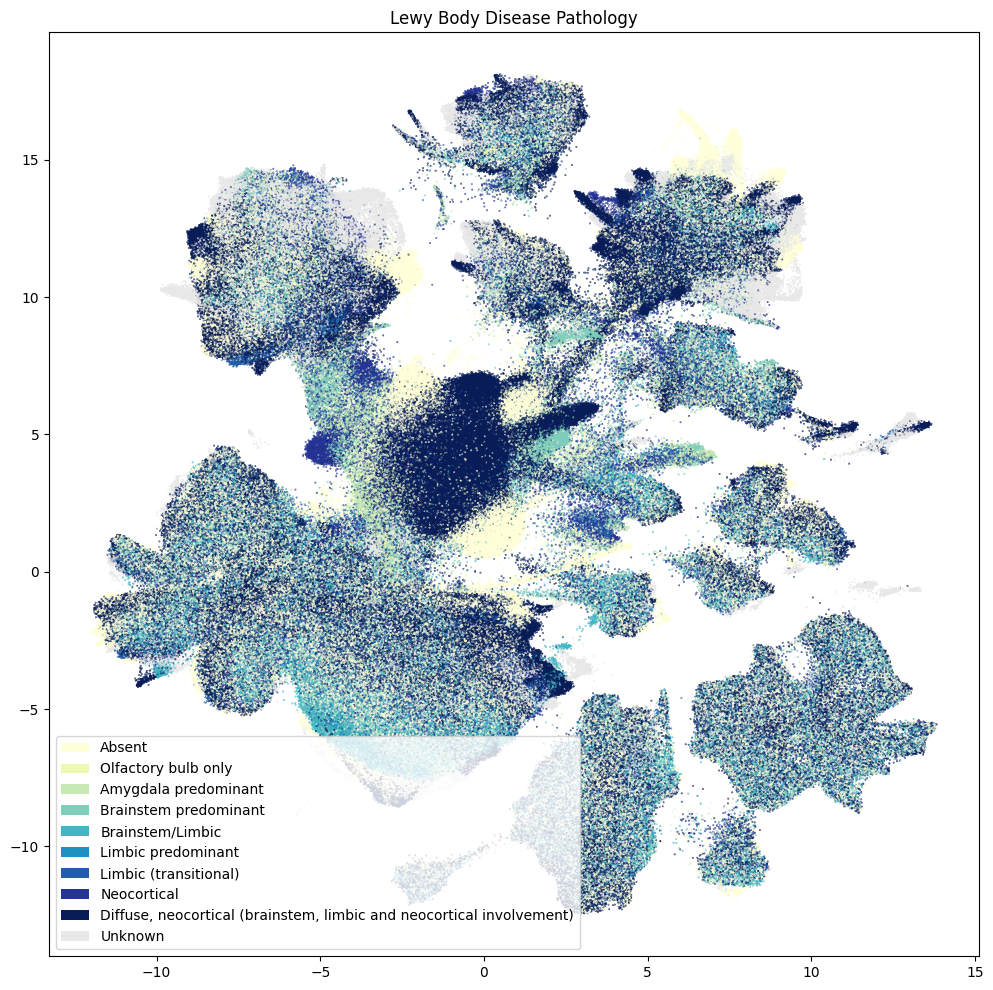 Lewy Body Disease Pathology
15
10
5
0
−5
−10
Absent
Olfactory bulb only
Amygdala predominant
Brainstem predominant
Brainstem/Limbic
Limbic predominant
Limbic (transitional)
Neocortical
Diffuse, neocortical (brainstem, limbic and neocortical involvement)
Unknown
−10 −5 0 5 10 15